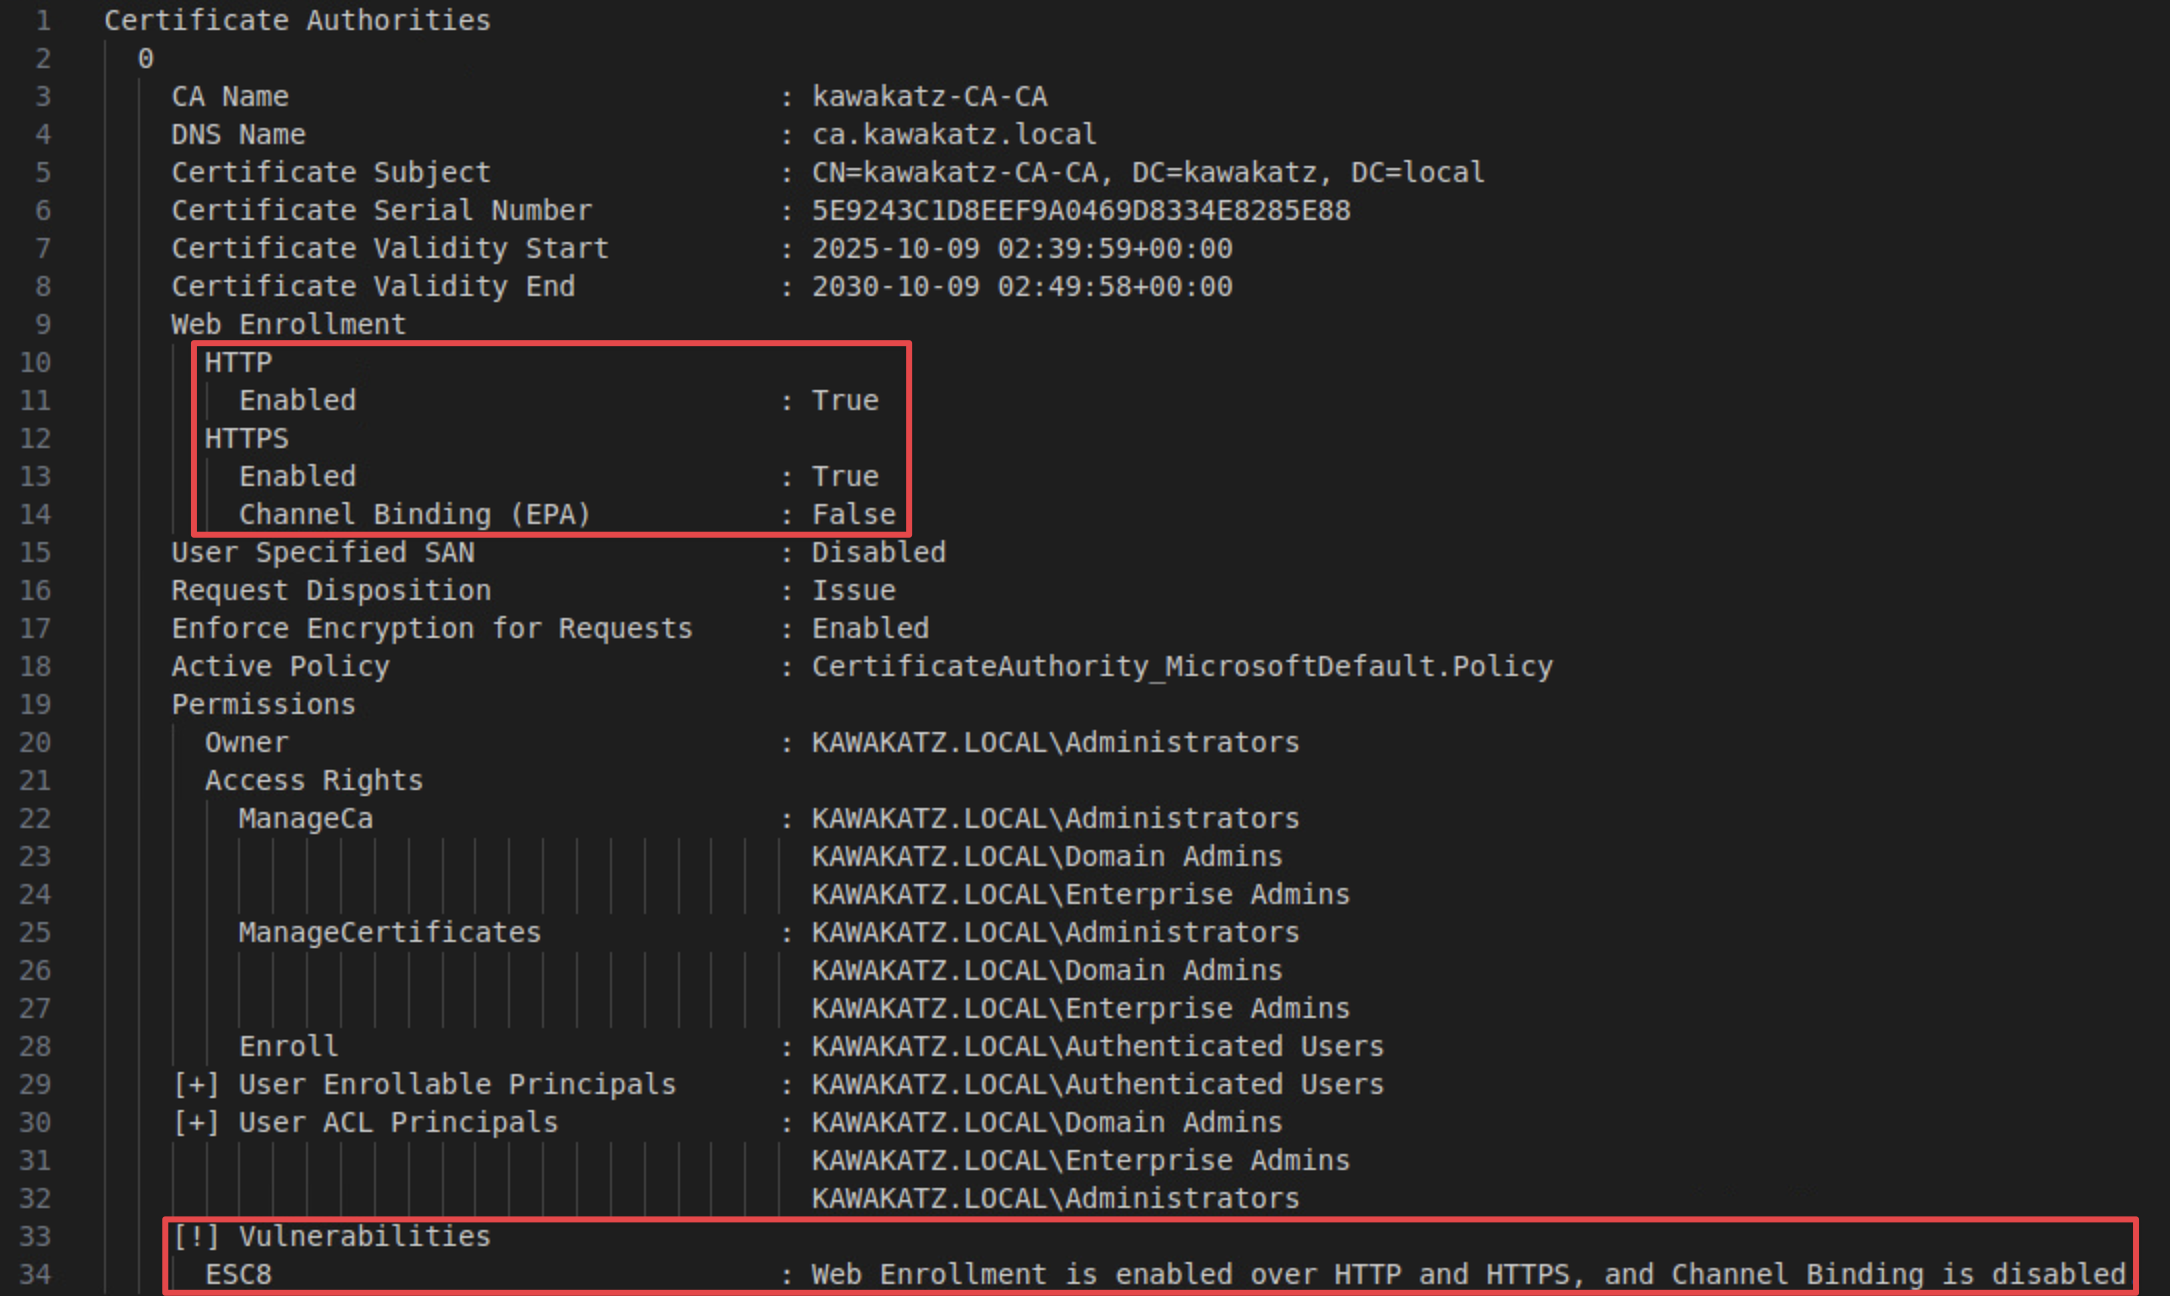 1 Certificate Authorities
2 0
3 CA Name : kawakatz-CA-CA
4 DNS Name : ca.kawakatz.local
5 Certificate Subject : CN=kawakatz-CA-CA, DC=kawakatz, DC=local
6 Certificate Serial Number : 5E9243C1D8EEF9A0469D8334E8285E88
7 Certificate Validity Start : 2025-10-09 02:39:59+00:00
8 Certificate Validity End : 2030-10-09 02:49:58+00:00
9 Web Enrollment
10 HTTP
11 Enabled : True
12 HTTPS
13 Enabled : True
14 Channel Binding (EPA) : False
15 User Specified SAN : Disabled
16 Request Disposition : Issue
17 Enforce Encryption for Requests : Enabled
18 Active Policy : CertificateAuthority_MicrosoftDefault.Policy
19 Permissions
20 Owner : KAWAKATZ.LOCAL\Administrators
21 Access Rights
22 ManageCa : KAWAKATZ.LOCAL\Administrators
23 KAWAKATZ.LOCAL\Domain Admins
24 KAWAKATZ.LOCAL\Enterprise Admins
25 ManageCertificates : KAWAKATZ.LOCAL\Administrators
26 KAWAKATZ.LOCAL\Domain Admins
27 KAWAKATZ.LOCAL\Enterprise Admins
28 Enroll : KAWAKATZ.LOCAL\Authenticated Users
29 [+] User Enrollable Principals : KAWAKATZ.LOCAL\Authenticated Users
30 [+] User ACL Principals : KAWAKATZ.LOCAL\Domain Admins
31 KAWAKATZ.LOCAL\Enterprise Admins
32 KAWAKATZ.LOCAL\Administrators
33 [!] Vulnerabilities
34 ESC8 : Web Enrollment is enabled over HTTP and HTTPS, and Channel Binding is disabled